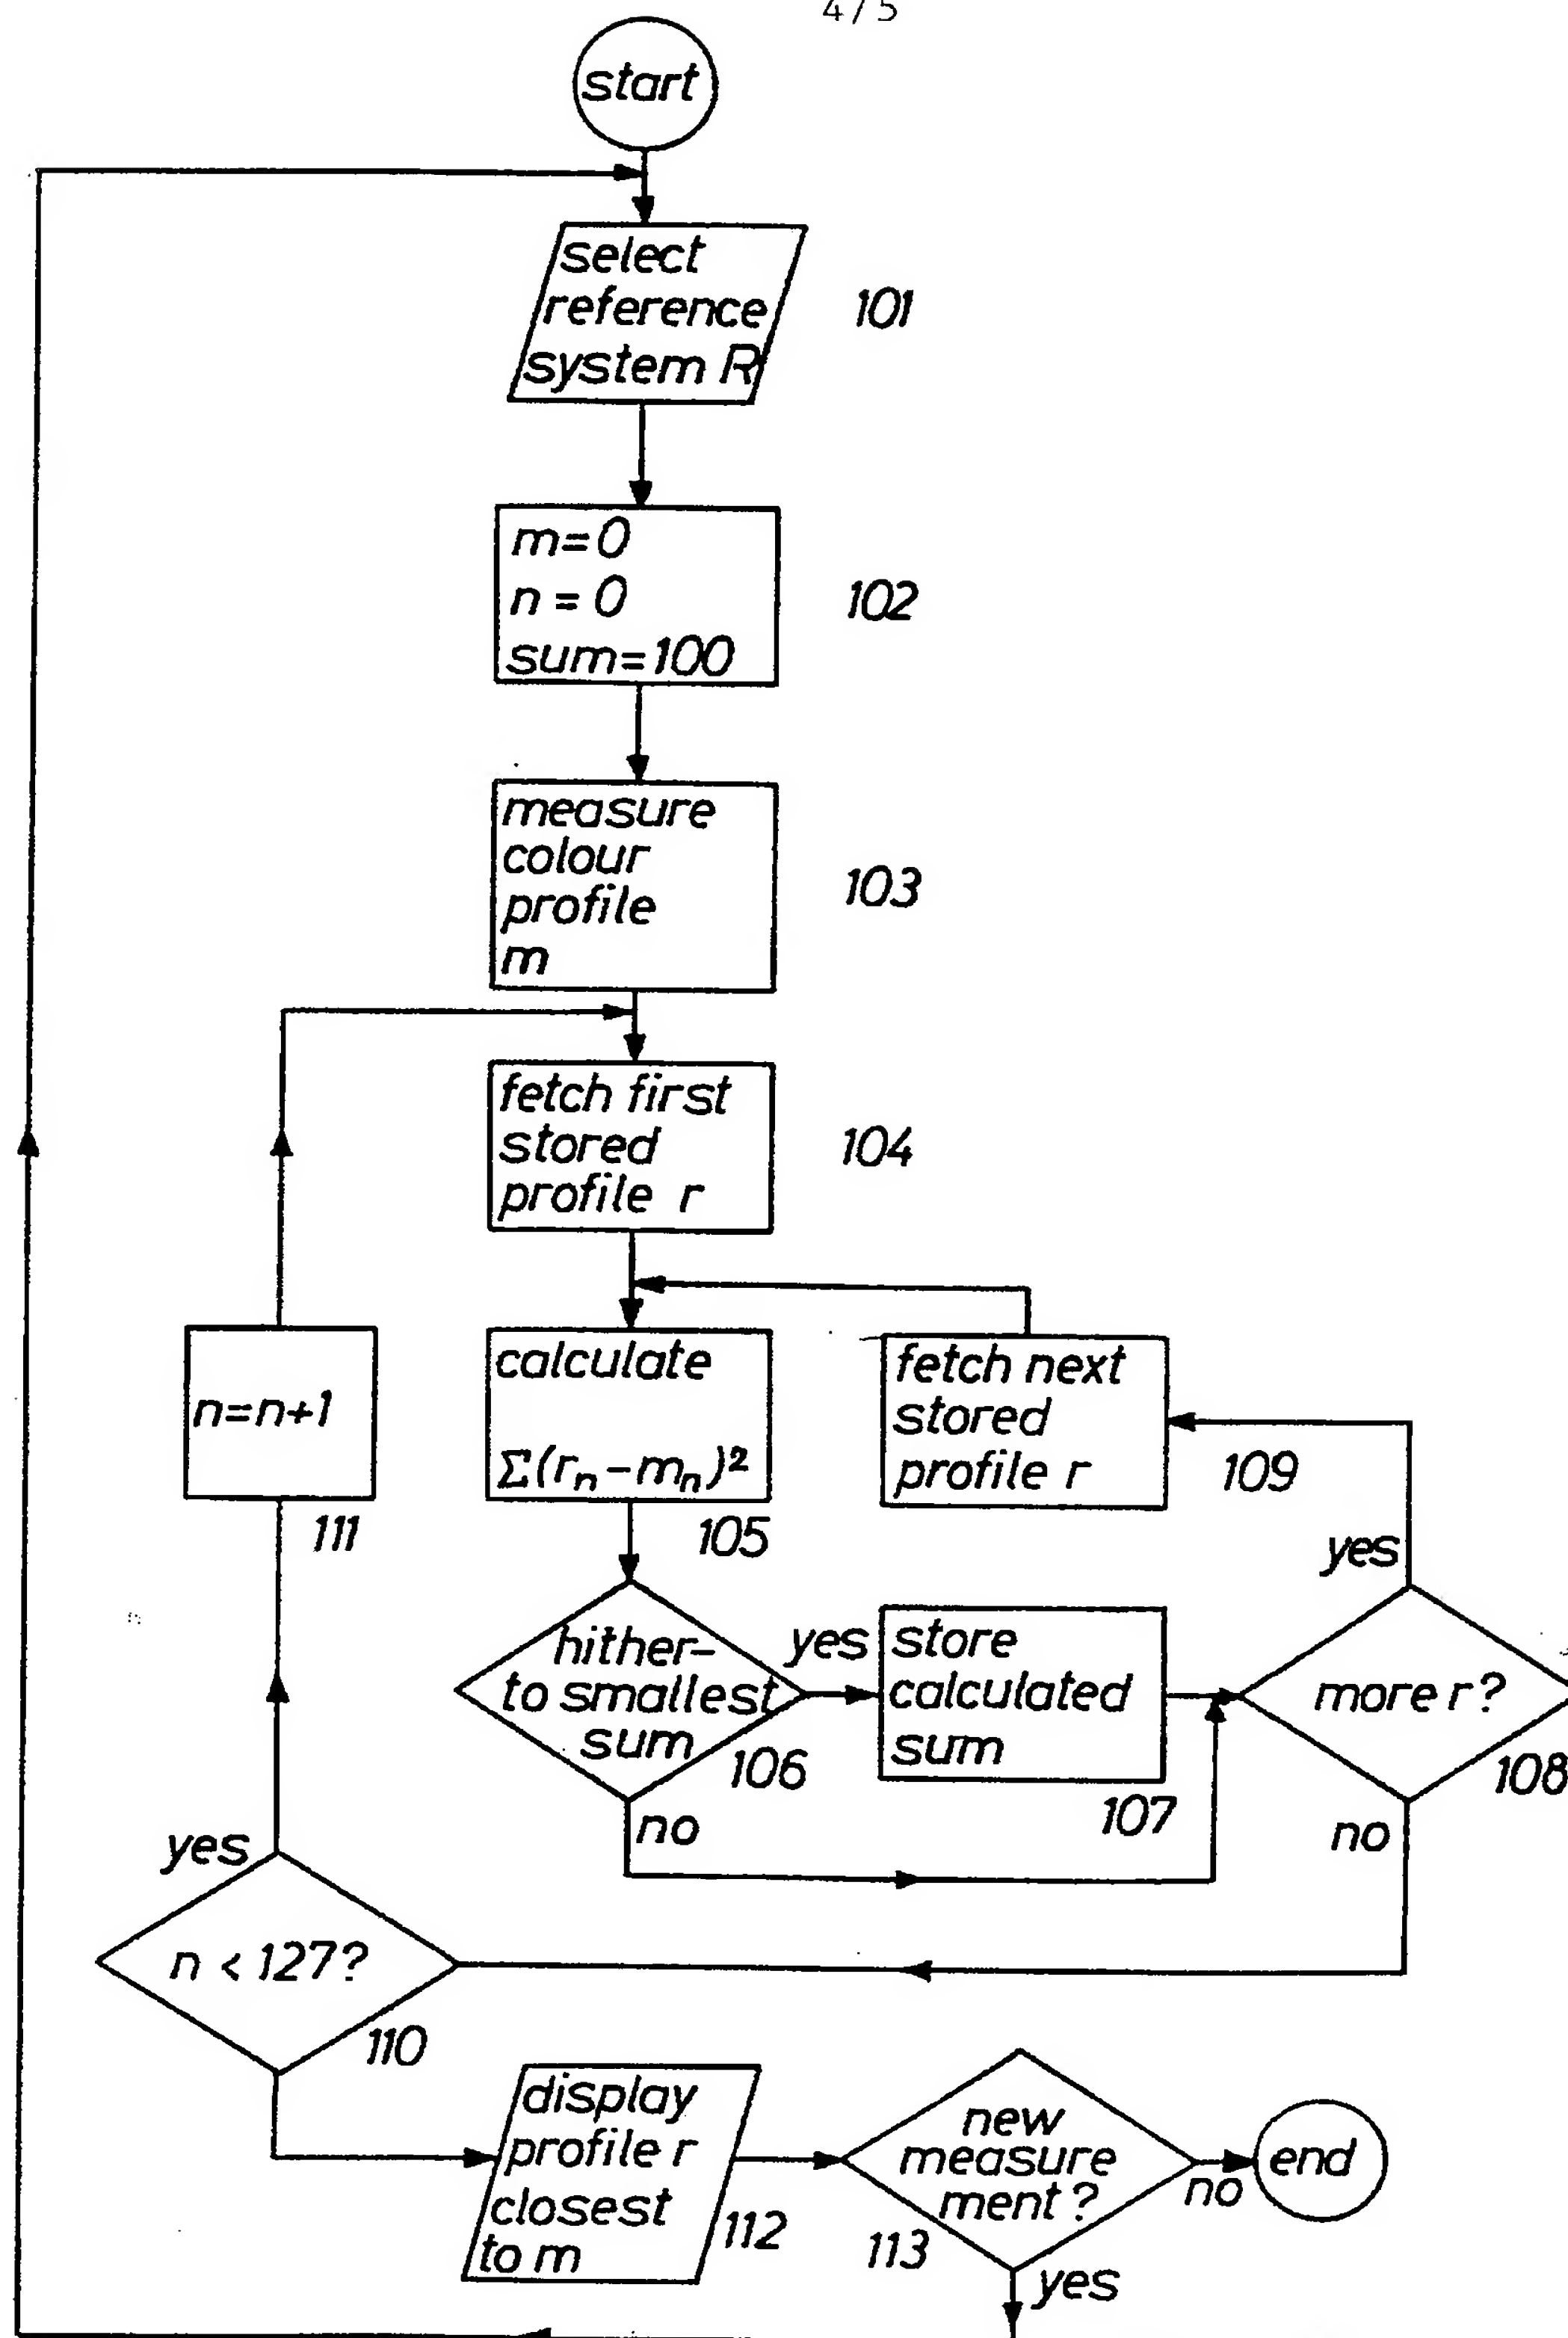 4/5
start
select
reference
system R
101
m=0
n=0
sum=100
102
measure
colour
profile
m
103
fetch first
stored
profile r
104
n=n+1
111
calculate
Σ(rₙ-mₙ)²
105
fetch next
stored
profile r
109
yes
hither-
to smallest
sum
106
yes
store
calculated
sum
107
more r?
108
no
no
yes
n < 127?
110
display
profile r
closest
to m
112
new
measure
ment?
113
no
end
yes